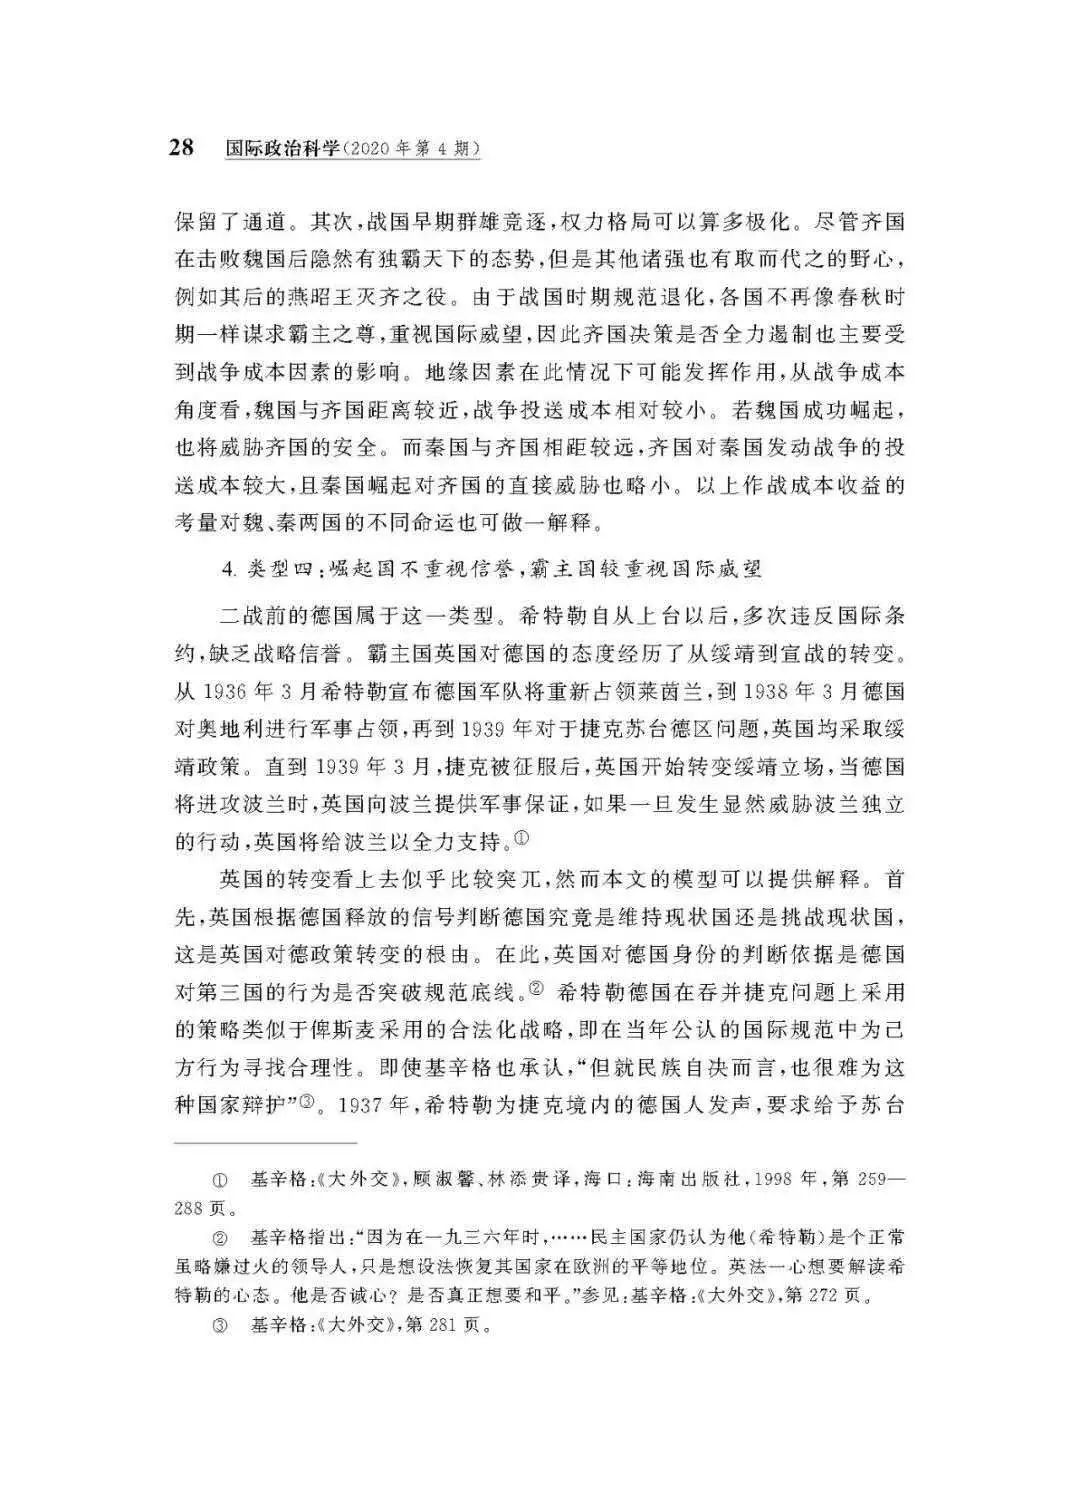 28 国际政治科学(2020 年第 4 期)
保留了通道。其次,战国早期群雄竞逐,权力格局可以算多极化。尽管齐国
在击败魏国后隐然有独霸天下的态势,但是其他诸强也有取而代之的野心,
例如其后的燕昭王灭齐之役。由于战国时期规范退化,各国不再像春秋时
期一样谋求霸主之尊,重视国际威望,因此齐国决策是否全力遏制也主要受
到战争成本因素的影响。地缘因素在此情况下可能发挥作用,从战争成本
角度看,魏国与齐国距离较近,战争投送成本相对较小。若魏国成功崛起,
也将威胁齐国的安全。而秦国与齐国相距较远,齐国对秦国发动战争的投
送成本较大,且秦国崛起对齐国的直接威胁也略小。以上作战成本收益的
考量对魏、秦两国的不同命运也可做一解释。
4. 类型四:崛起国不重视信誉,霸主国较重视国际威望
二战前的德国属于这一类型。希特勒自从上台以后,多次违反国际条
约,缺乏战略信誉。霸主国英国对德国的态度经历了从绥靖到宣战的转变。
从 1936 年 3 月希特勒宣布德国军队将重新占领莱茵兰,到 1938 年 3 月德国
对奥地利进行军事占领,再到 1939 年对于捷克苏台德区问题,英国均采取绥
靖政策。直到 1939 年 3 月,捷克被征服后,英国开始转变绥靖立场,当德国
将进攻波兰时,英国向波兰提供军事保证,如果一旦发生显然威胁波兰独立
的行动,英国将给波兰以全力支持。①
英国的转变看上去似乎比较突兀,然而本文的模型可以提供解释。首
先,英国根据德国释放的信号判断德国究竟是维持现状国还是挑战现状国,
这是英国对德政策转变的根由。在此,英国对德国身份的判断依据是德国
对第三国的行为是否突破规范底线。② 希特勒德国在吞并捷克问题上采用
的策略类似于俾斯麦采用的合法化战略,即在当年公认的国际规范中为己
方行为寻找合理性。即使基辛格也承认,“但就民族自决而言,也很难为这
种国家辩护”③。1937 年,希特勒为捷克境内的德国人发声,要求给予苏台
① 基辛格:《大外交》,顾淑馨、林添贵译,海口:海南出版社,1998 年,第 259—
288 页。
② 基辛格指出:“因为在一九三六年时,……民主国家仍认为他(希特勒)是个正常
虽略嫌过火的领导人,只是想设法恢复其国家在欧洲的平等地位。英法一心想要解读希
特勒的心态。他是否诚心?是否真正想要和平。”参见:基辛格:《大外交》,第 272 页。
③ 基辛格:《大外交》,第 281 页。